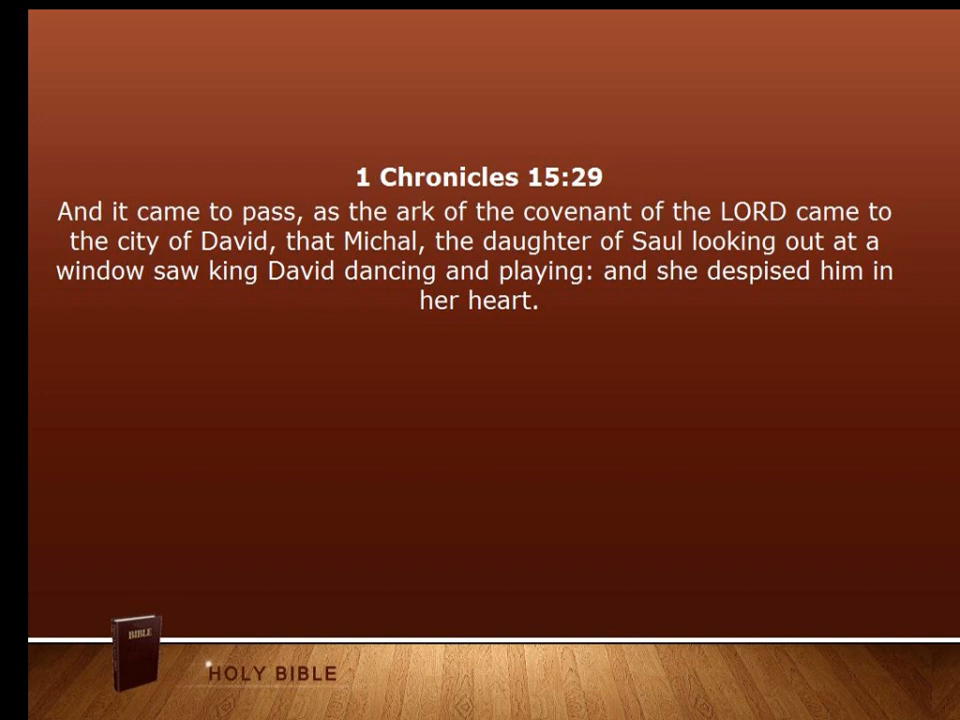 1 Chronicles 15:29
And it came to pass, as the ark of the covenant of the LORD came to
the city of David, that Michal, the daughter of Saul looking out at a
window saw king David dancing and playing: and she despised him in
her heart.
BIBLE
HOLY BIBLE